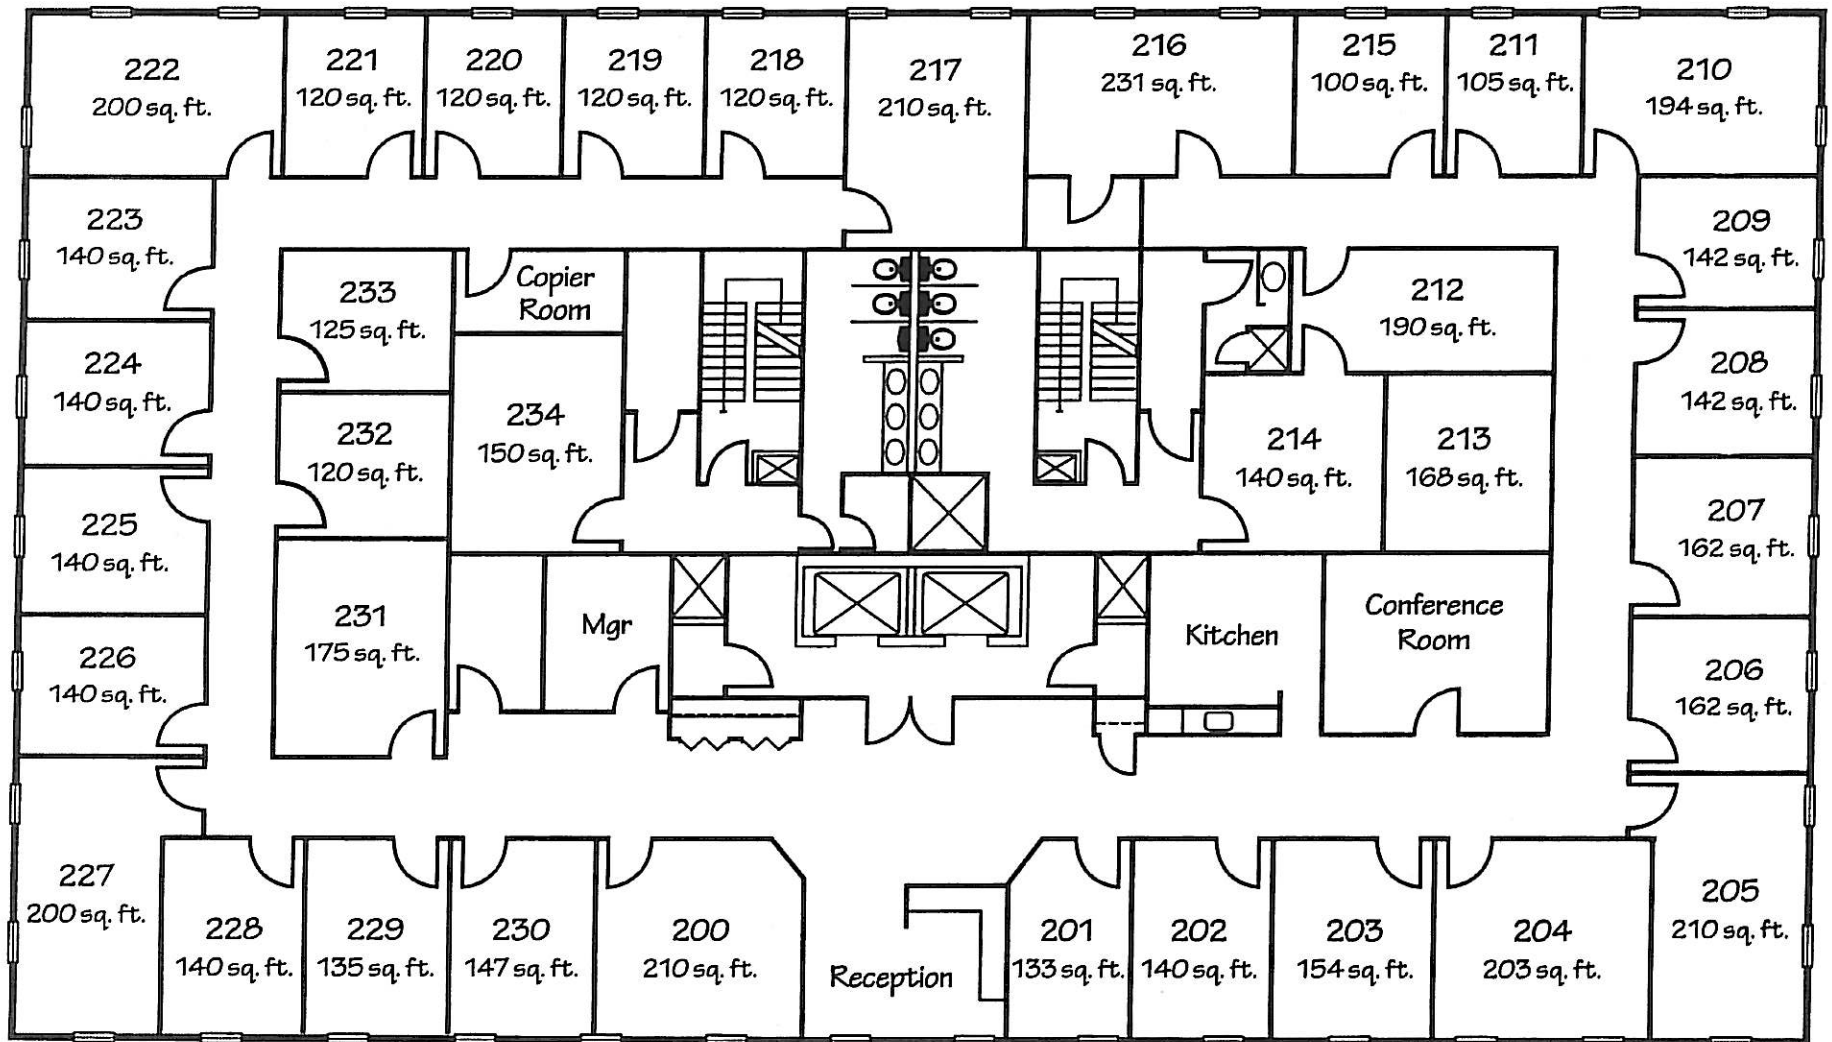 222
200 sq. ft.
221
120 sq. ft.
220
120 sq. ft.
219
120 sq. ft.
218
120 sq. ft.
217
210 sq. ft.
216
231 sq. ft.
215
100 sq. ft.
211
105 sq. ft.
210
194 sq. ft.
223
140 sq. ft.
209
142 sq. ft.
233
125 sq. ft.
Copier
Room
212
190 sq. ft.
224
140 sq. ft.
208
142 sq. ft.
232
120 sq. ft.
234
150 sq. ft.
214
140 sq. ft.
213
168 sq. ft.
225
140 sq. ft.
207
162 sq. ft.
231
175 sq. ft.
Mgr
Kitchen
Conference
Room
226
140 sq. ft.
206
162 sq. ft.
227
200 sq. ft.
228
140 sq. ft.
229
135 sq. ft.
230
147 sq. ft.
200
210 sq. ft.
Reception
201
133 sq. ft.
202
140 sq. ft.
203
154 sq. ft.
204
203 sq. ft.
205
210 sq. ft.